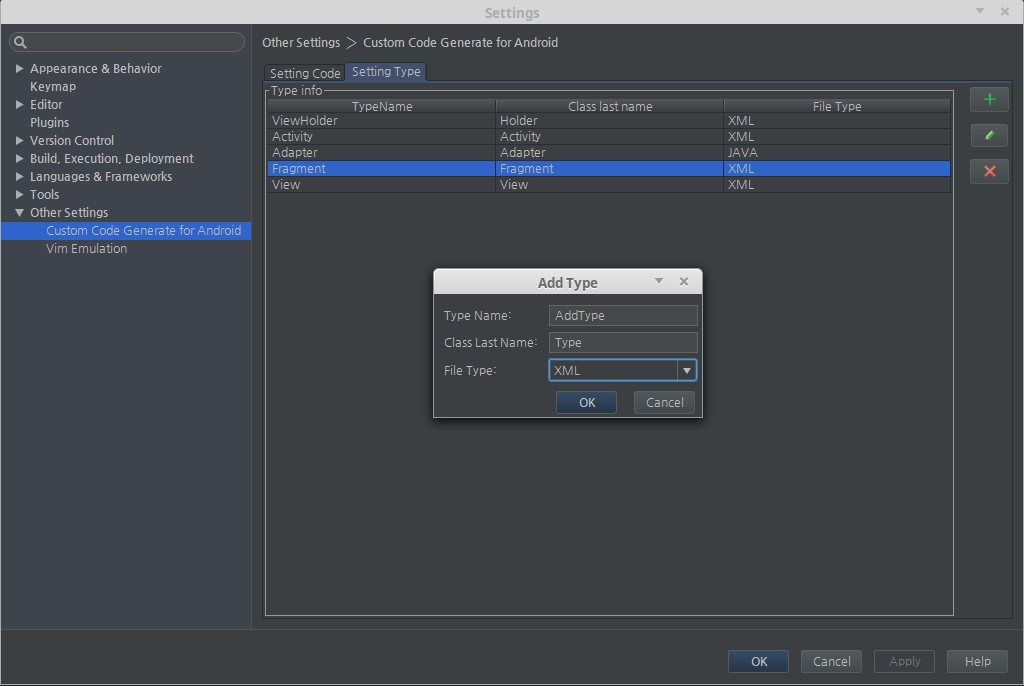 Settings
Other Settings > Custom Code Generate for Android
Appearance & Behavior
Keymap
Editor
Plugins
Version Control
Build, Execution, Deployment
Languages & Frameworks
Tools
Other Settings
Custom Code Generate for Android
Vim Emulation
Setting Code Setting Type
Type info
TypeName Class last name File Type
ViewHolder Holder XML
Activity Activity XML
Adapter Adapter JAVA
Fragment Fragment XML
View View XML
Add Type
Type Name: AddType
Class Last Name: Type
File Type: XML
OK Cancel
OK Cancel Apply Help